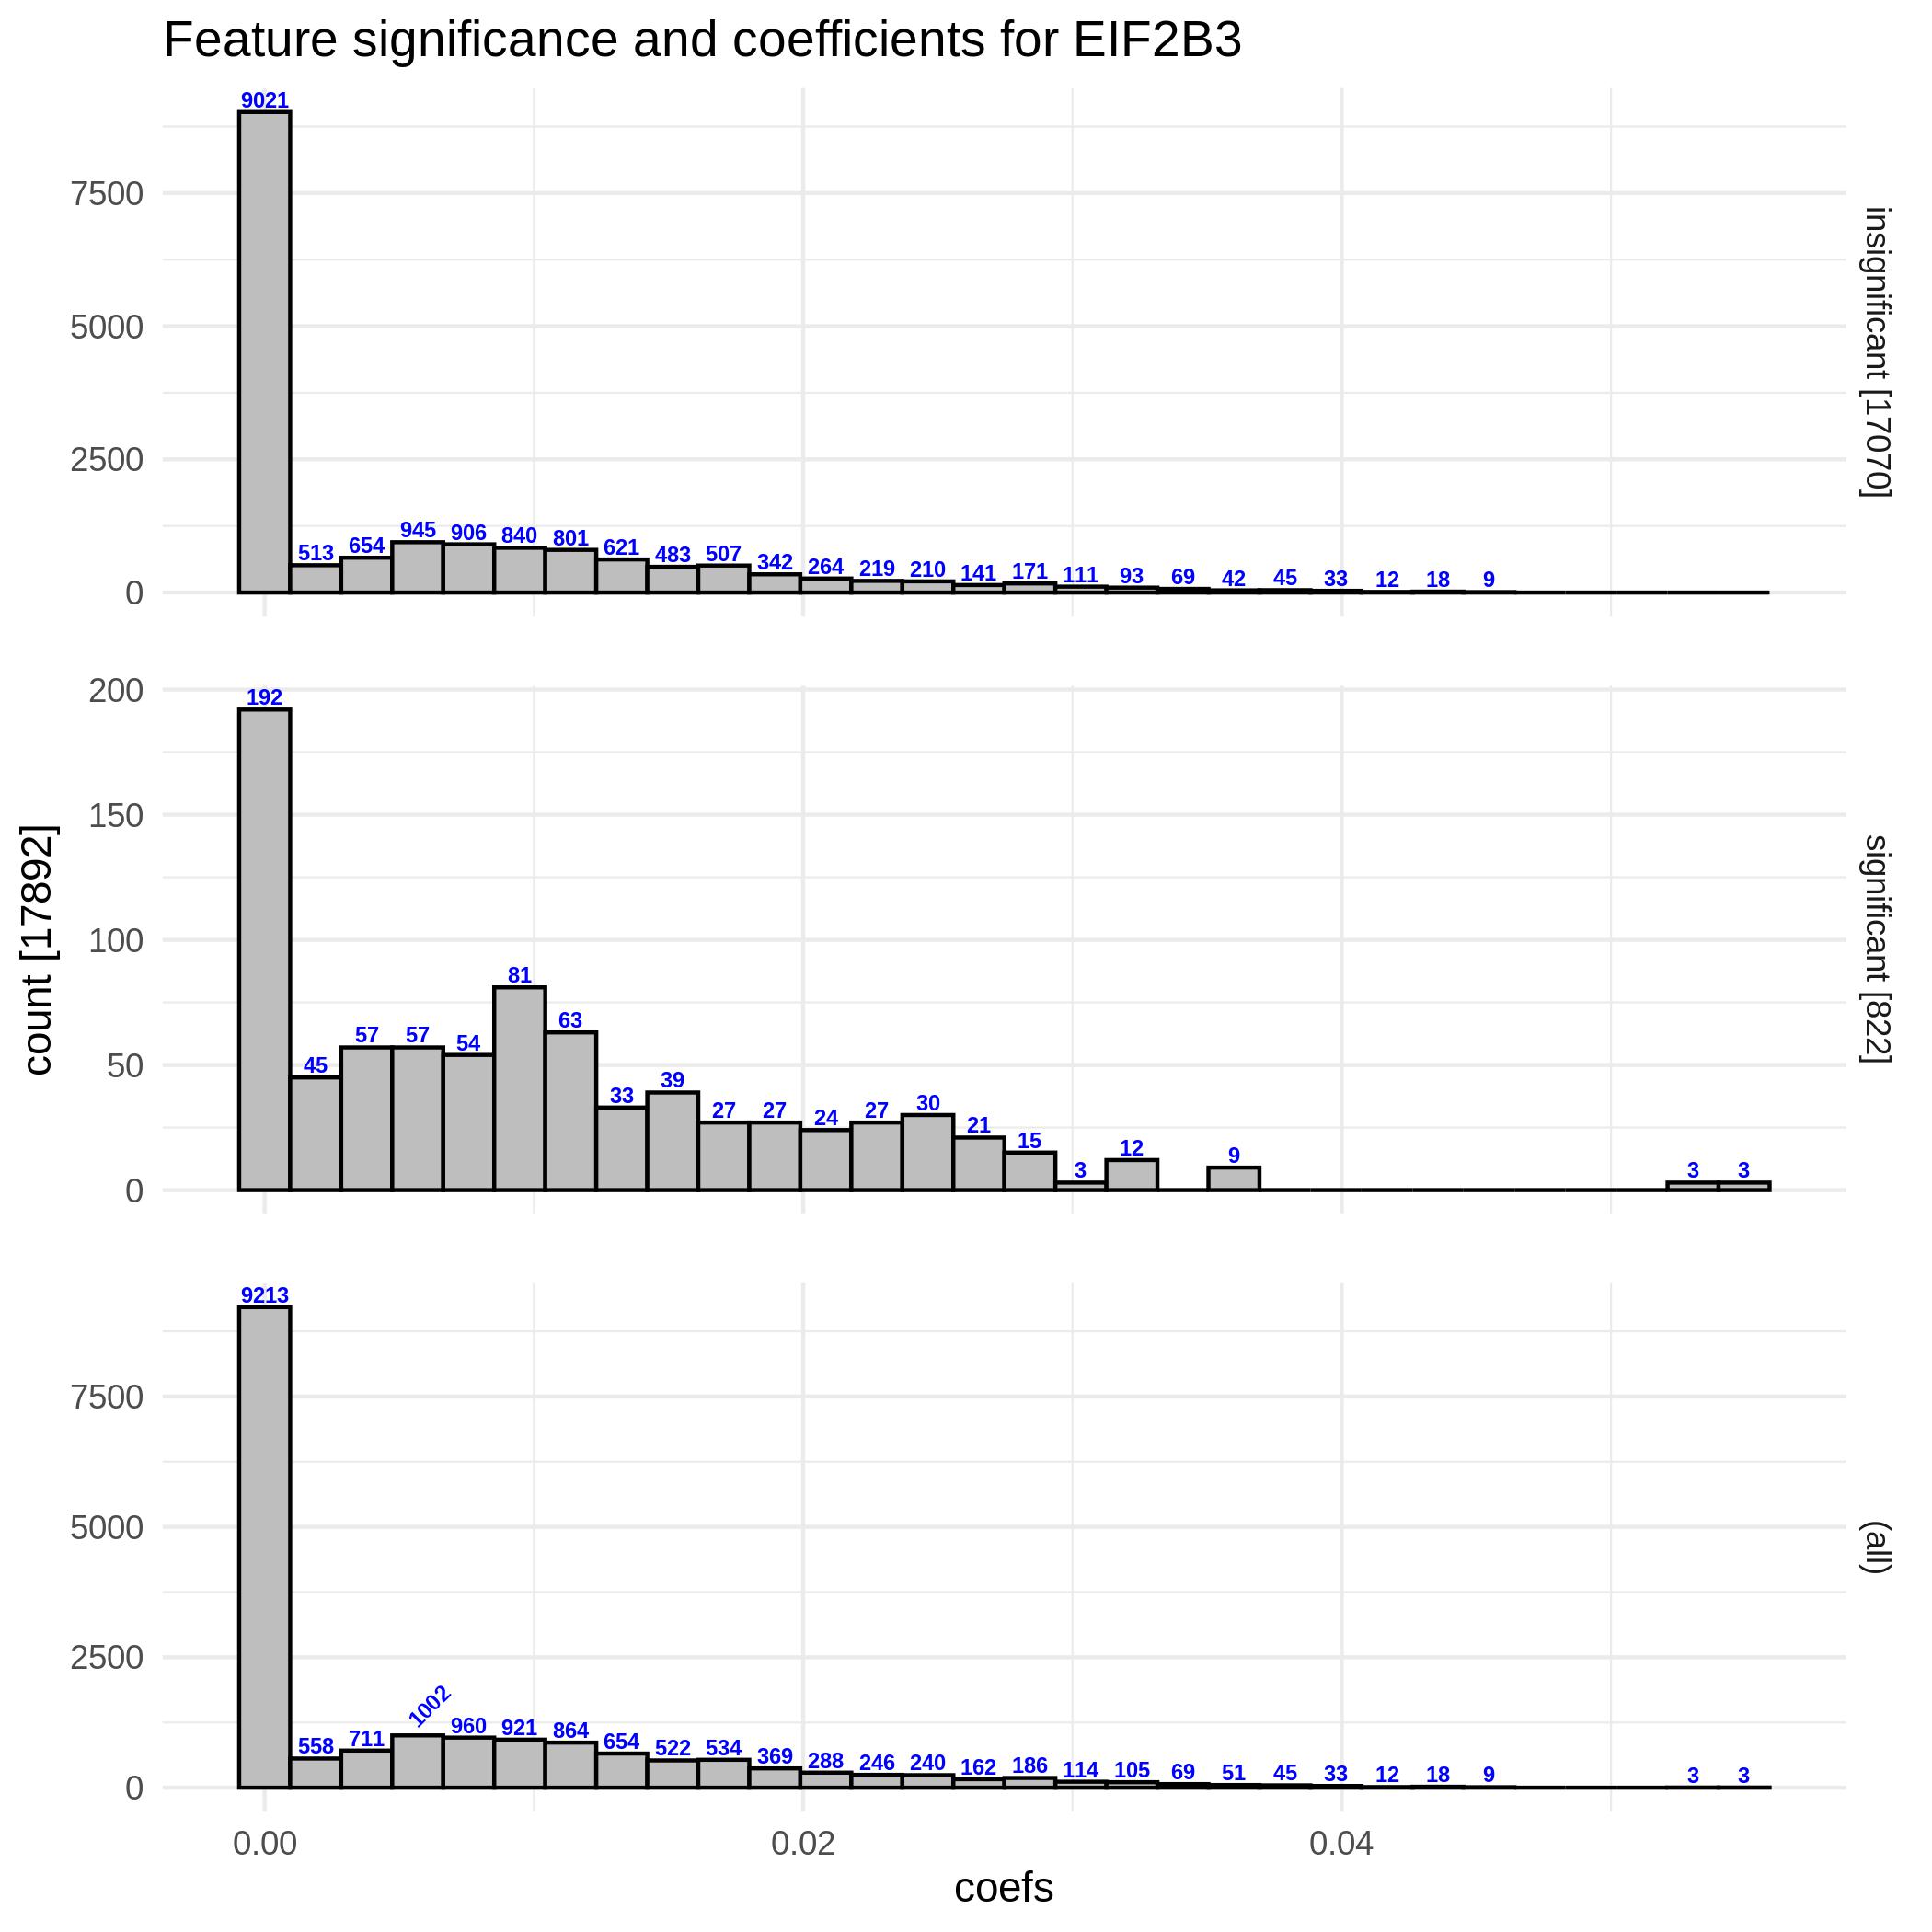 Feature significance and coefficients for EIF2B3
9021
7500
5000
2500
0
513 654 945 906 840 801 621 483 507 342 264 219 210 141 171 111 93 69 42 45 33 12 18 9
insignificant [17070]
count [17892]
200
150
100
50
0
192
45 57 57 54 81 63 33 39 27 27 24 27 30 21 15 3 12 9 3 3
significant [822]
9213
7500
5000
2500
0
558 711 1002 960 921 864 654 522 534 369 288 246 240 162 186 114 105 69 51 45 33 12 18 9 3 3
(all)
0.00 0.02 0.04
coefs